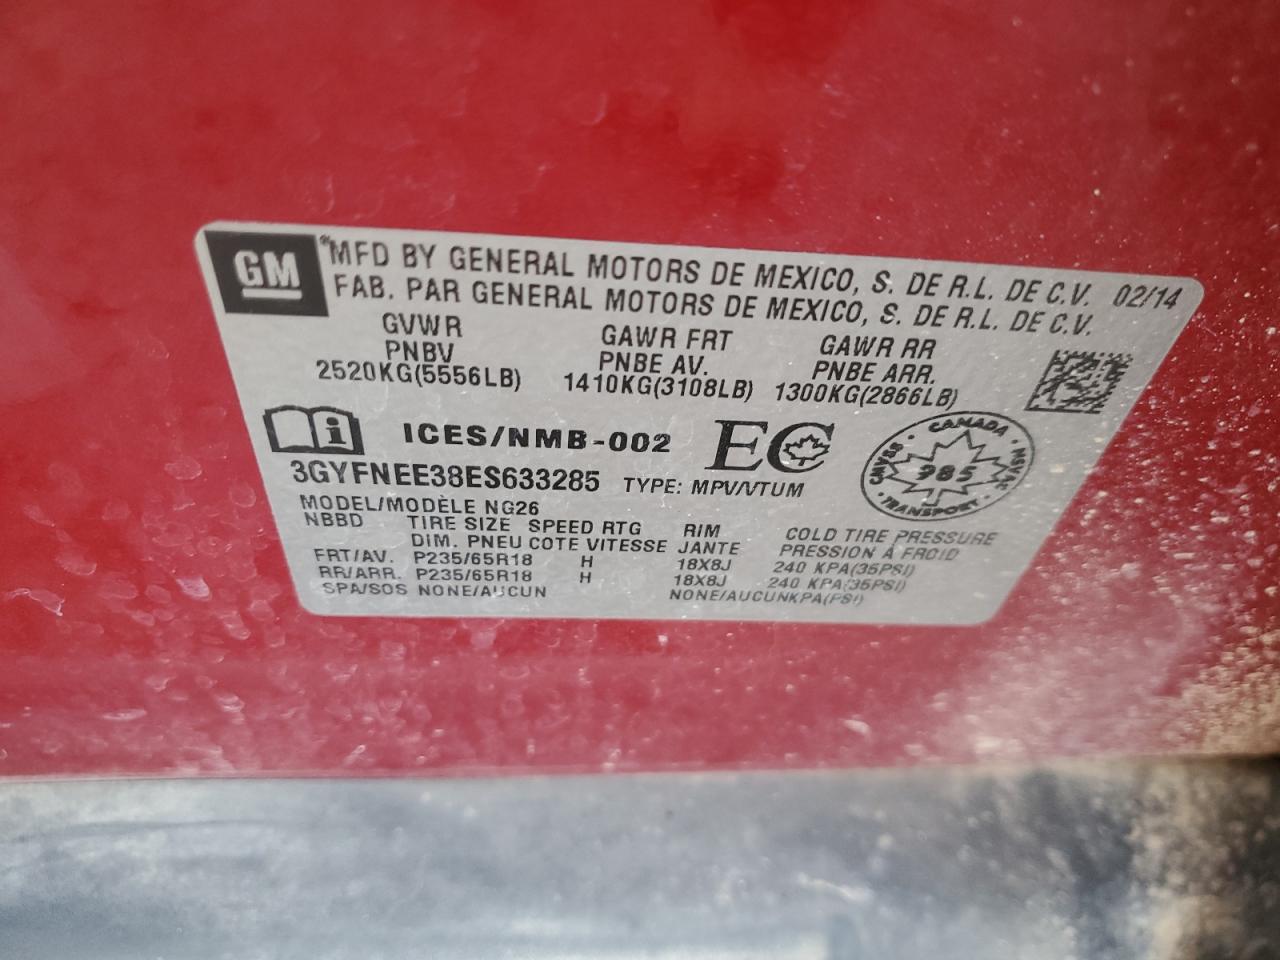 GM
MFD BY GENERAL MOTORS DE MEXICO, S. DE R.L. DE C.V. 02/14
FAB. PAR GENERAL MOTORS DE MEXICO, S. DE R.L. DE C.V.
GVWR GAWR FRT GAWR RR
PNBV PNBE AV. PNBE ARR.
2520KG(5556LB) 1410KG(3108LB) 1300KG(2866LB)
i ICES/NMB-002 EC
CANADA
CMVSS 985 NSVAC
TRANSPORT
3GYFNEE38ES633285 TYPE: MPV/VTUM
MODEL/MODÈLE NG26
NBBD TIRE SIZE SPEED RTG RIM COLD TIRE PRESSURE
DIM. PNEU COTE VITESSE JANTE PRESSION À FROID
FRT/AV. P235/65R18 H 18X8J 240 KPA(35PSI)
RR/ARR. P235/65R18 H 18X8J 240 KPA(35PSI)
SPA/SOS NONE/AUCUN NONE/AUCUNKPA(PSI)